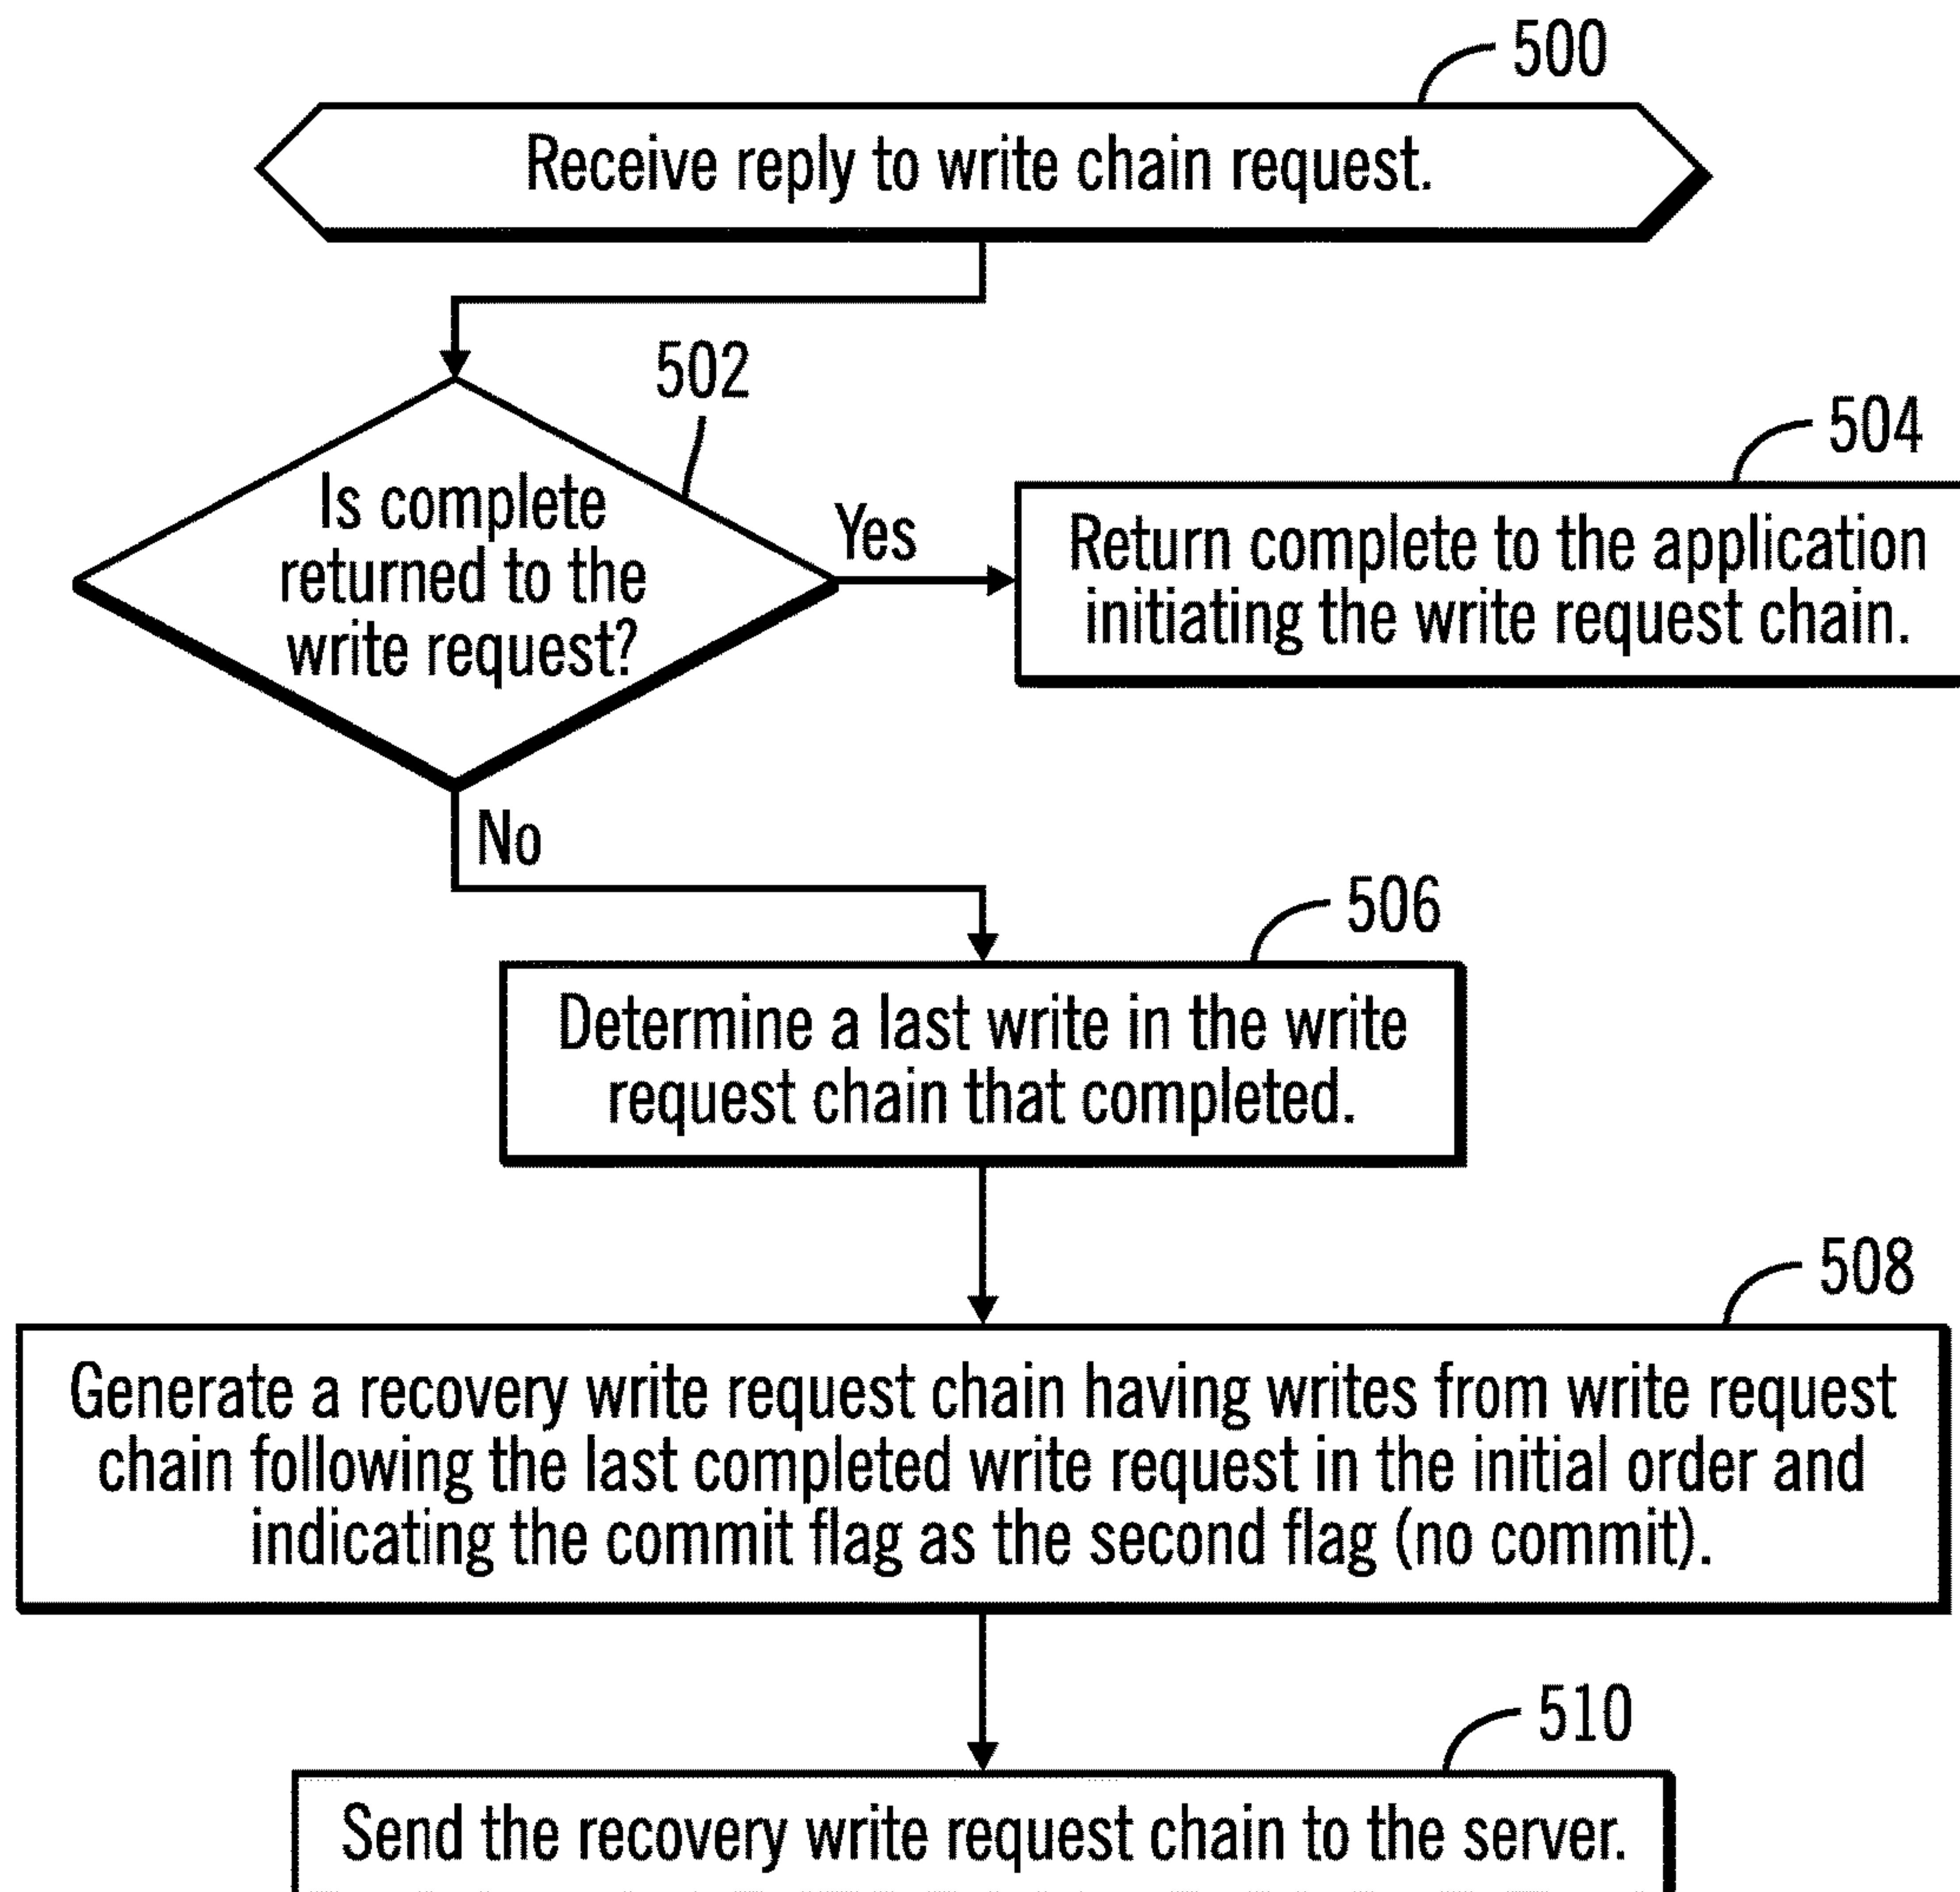 500
Receive reply to write chain request.
502
Is complete
returned to the
write request?
Yes
504
Return complete to the application
initiating the write request chain.
No
506
Determine a last write in the write
request chain that completed.
508
Generate a recovery write request chain having writes from write request
chain following the last completed write request in the initial order and
indicating the commit flag as the second flag (no commit).
510
Send the recovery write request chain to the server.